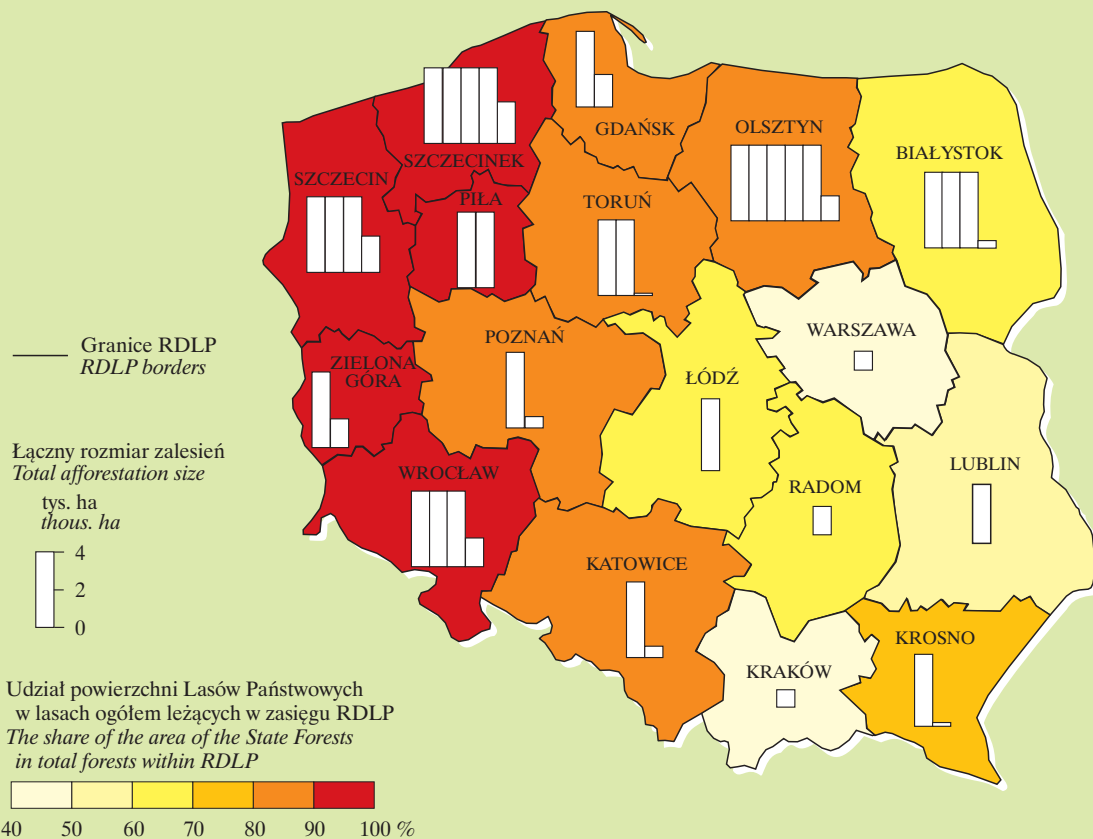 GDAŃSK
OLSZTYN
BIAŁYSTOK
SZCZECINEK
SZCZECIN
PIŁA
TORUŃ
WARSZAWA
POZNAŃ
ZIELONA
GÓRA
ŁÓDŹ
WROCŁAW
LUBLIN
RADOM
KATOWICE
KROSNO
KRAKÓW
Granice RDLP
RDLP borders
Łączny rozmiar zalesień
Total afforestation size
tys. ha
thous. ha
4
2
0
Udział powierzchni Lasów Państwowych
w lasach ogółem leżących w zasięgu RDLP
The share of the area of the State Forests
in total forests within RDLP
40 50 60 70 80 90 100 %